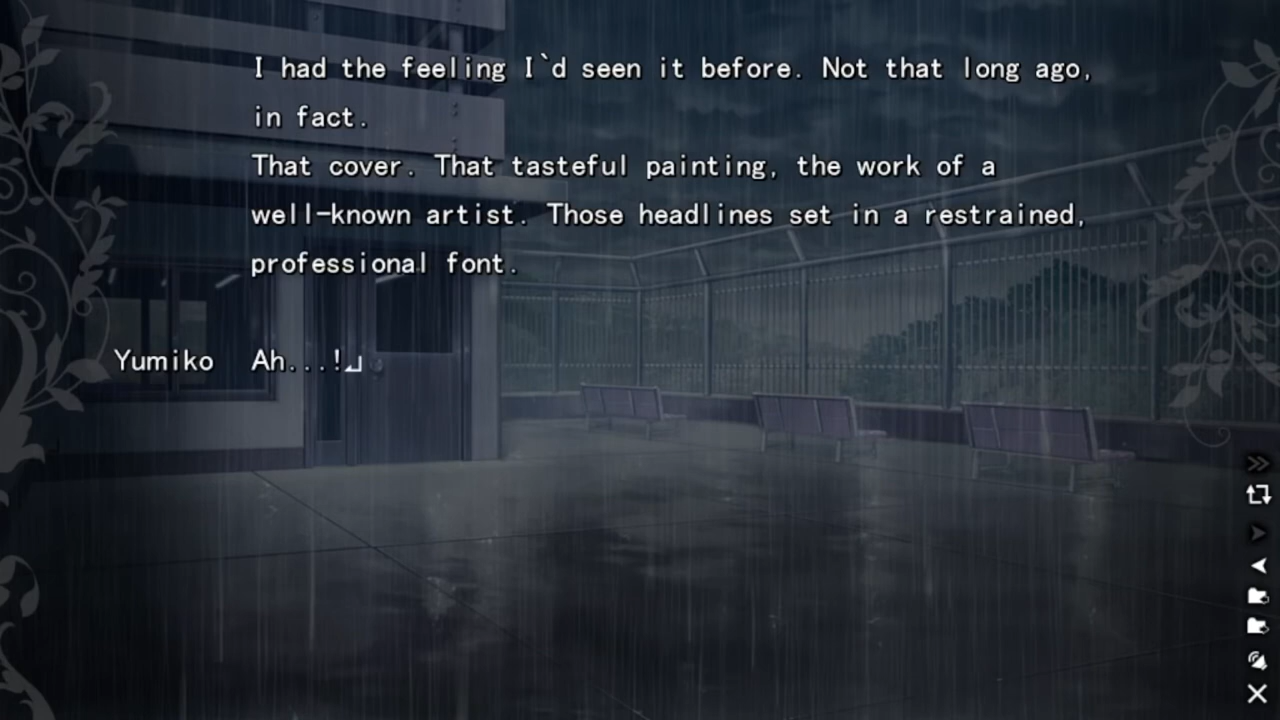 I had the feeling I`d seen it before. Not that long ago,
in fact.
That cover. That tasteful painting, the work of a
well-known artist. Those headlines set in a restrained,
professional font.
Yumiko Ah...!